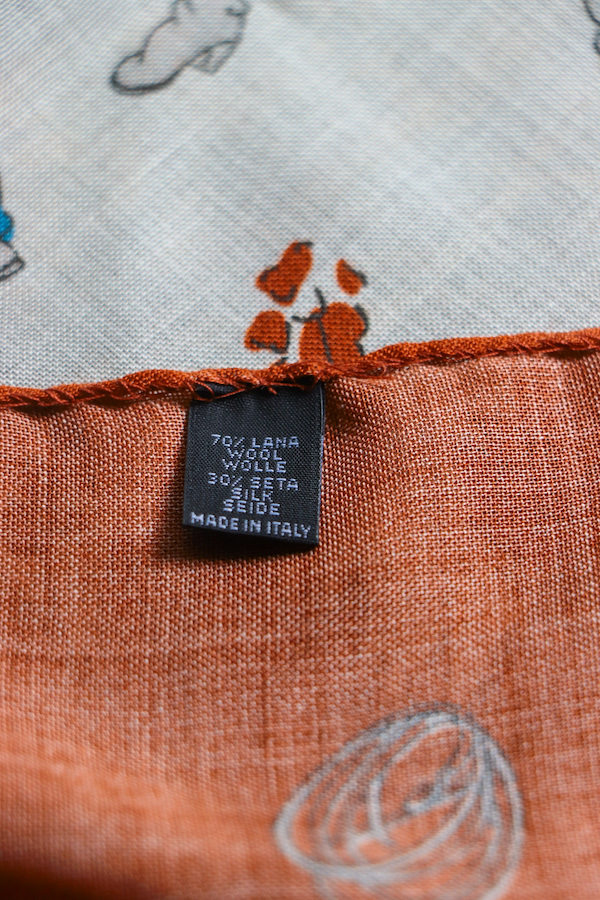 70% LANA
WOOL
WOLLE
30% SETA
SILK
SEIDE
MADE IN ITALY